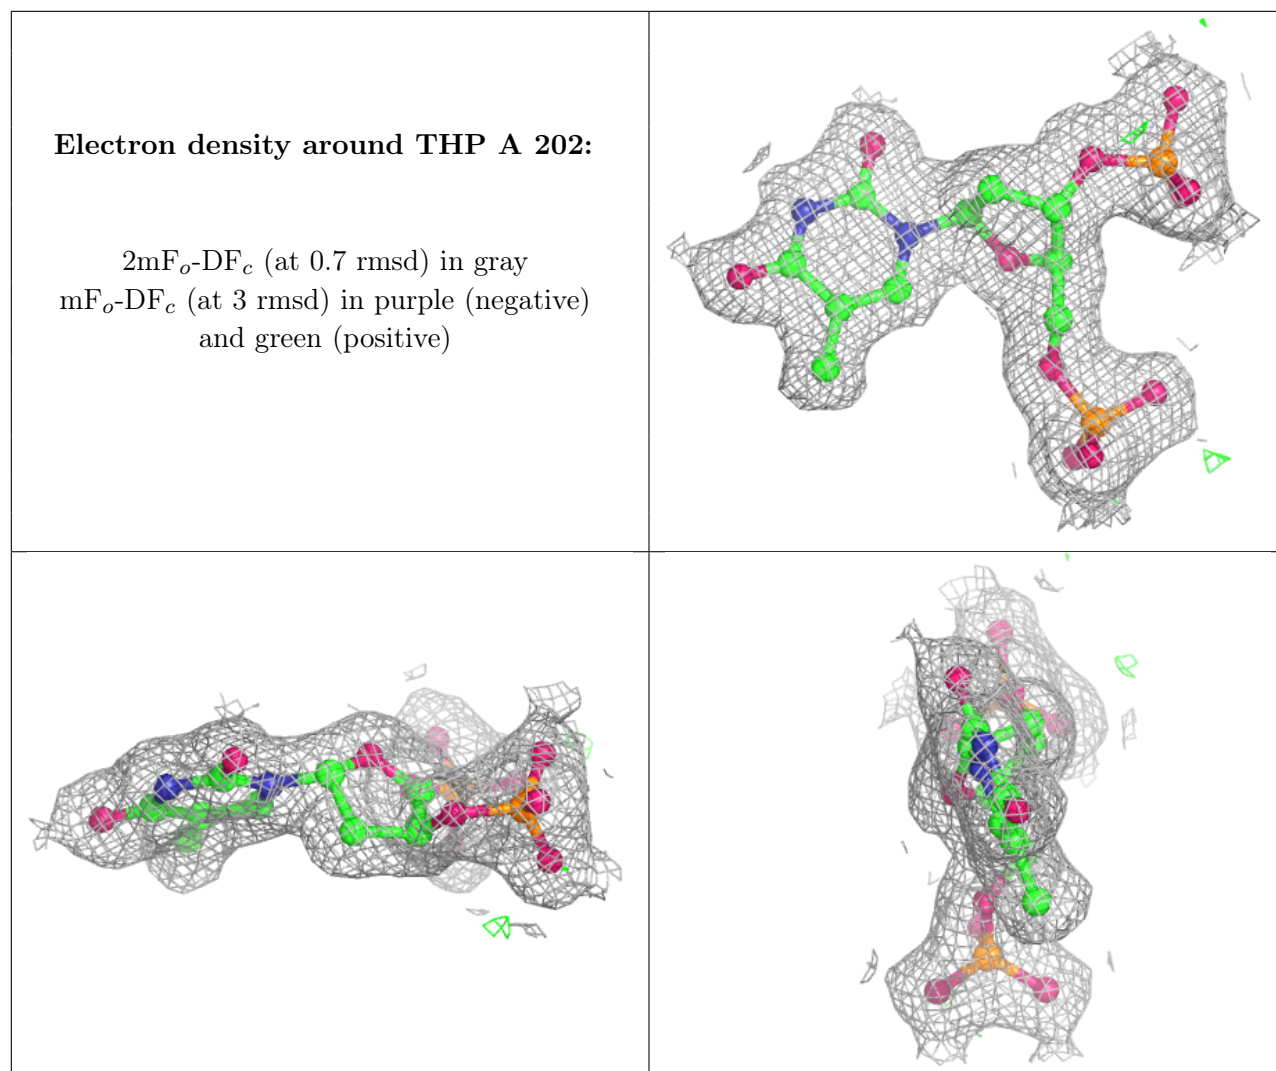 Electron density around THP A 202:
2mFo-DFc (at 0.7 rmsd) in gray
mFo-DFc (at 3 rmsd) in purple (negative)
and green (positive)